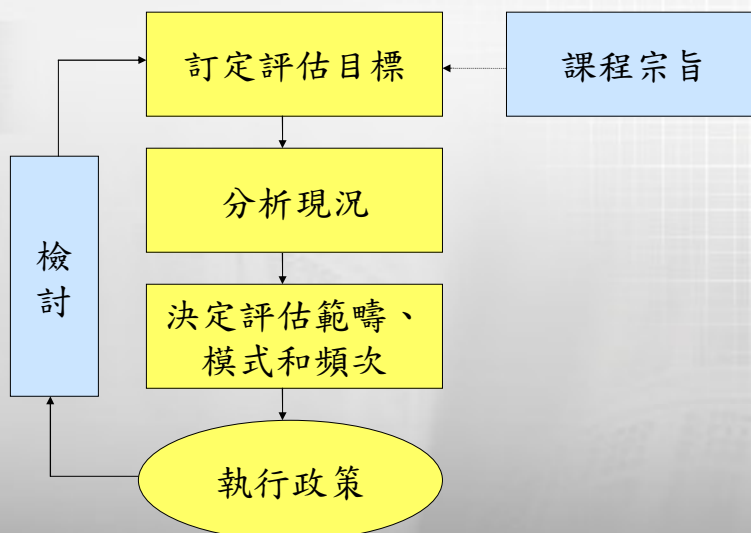 訂定評估目標
課程宗旨
分析現況
檢
討
決定評估範疇、
模式和頻次
執行政策